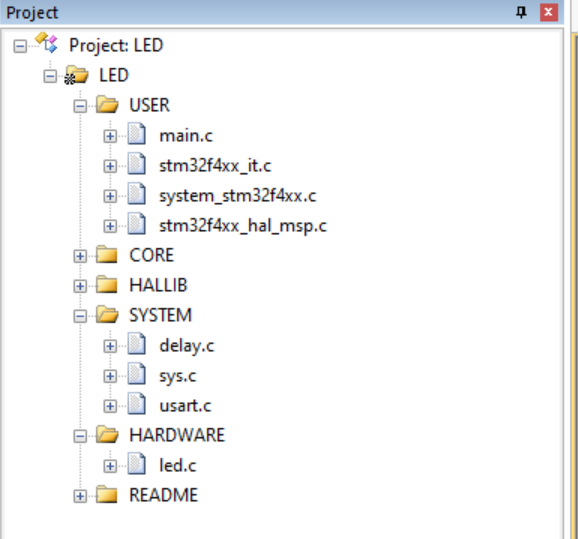 Project
Project: LED
LED
USER
main.c
stm32f4xx_it.c
system_stm32f4xx.c
stm32f4xx_hal_msp.c
CORE
HALLIB
SYSTEM
delay.c
sys.c
usart.c
HARDWARE
led.c
README